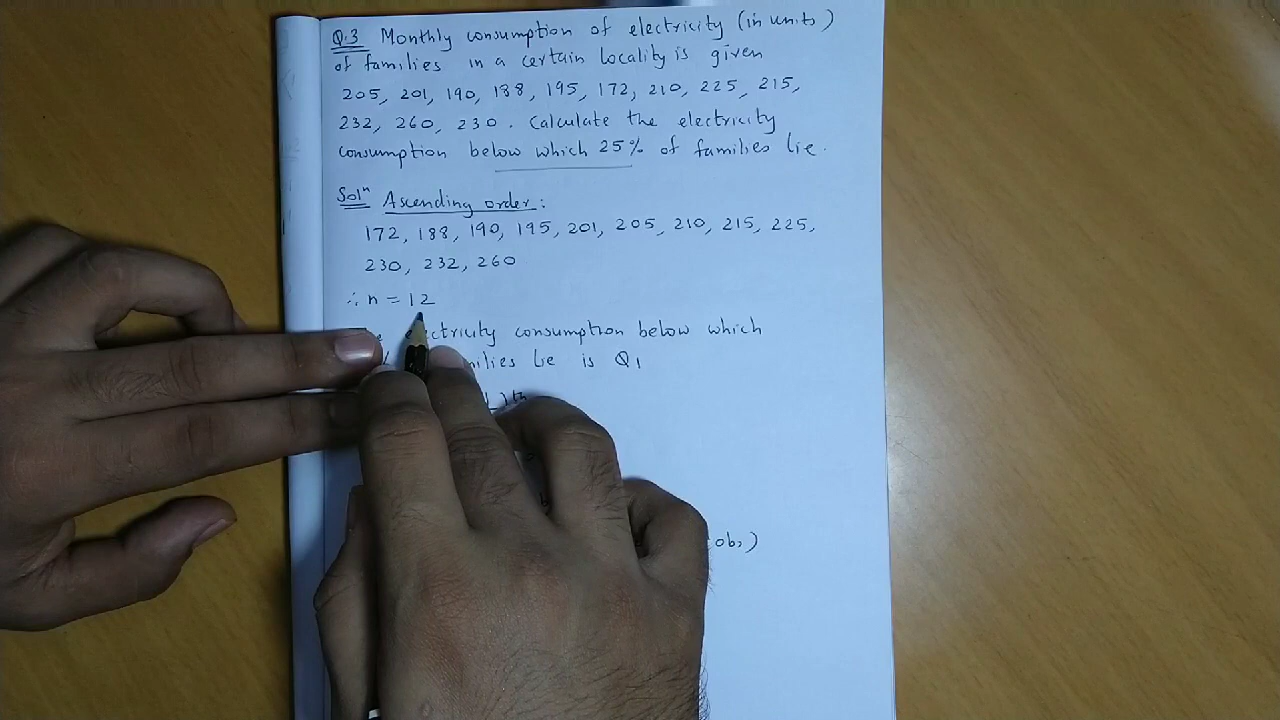 Q.3 Monthly consumption of electricity (in units)
of families in a certain locality is given
205, 201, 190, 188, 195, 172, 210, 225, 215,
232, 260, 230. Calculate the electricity
consumption below which 25% of families lie.
Solⁿ Ascending order:
172, 188, 190, 195, 201, 205, 210, 215, 225,
230, 232, 260
∴ n = 12
consumption below which
lie is Q₁
)th
obs)